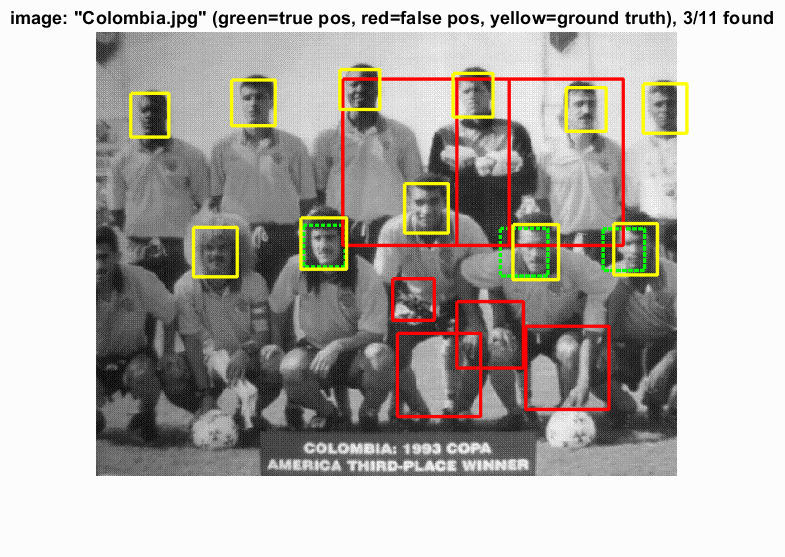 image: "Colombia.jpg" (green=true pos, red=false pos, yellow=ground truth), 3/11 found
COLOMBIA: 1993 COPA
AMERICA THIRD-PLACE WINNER